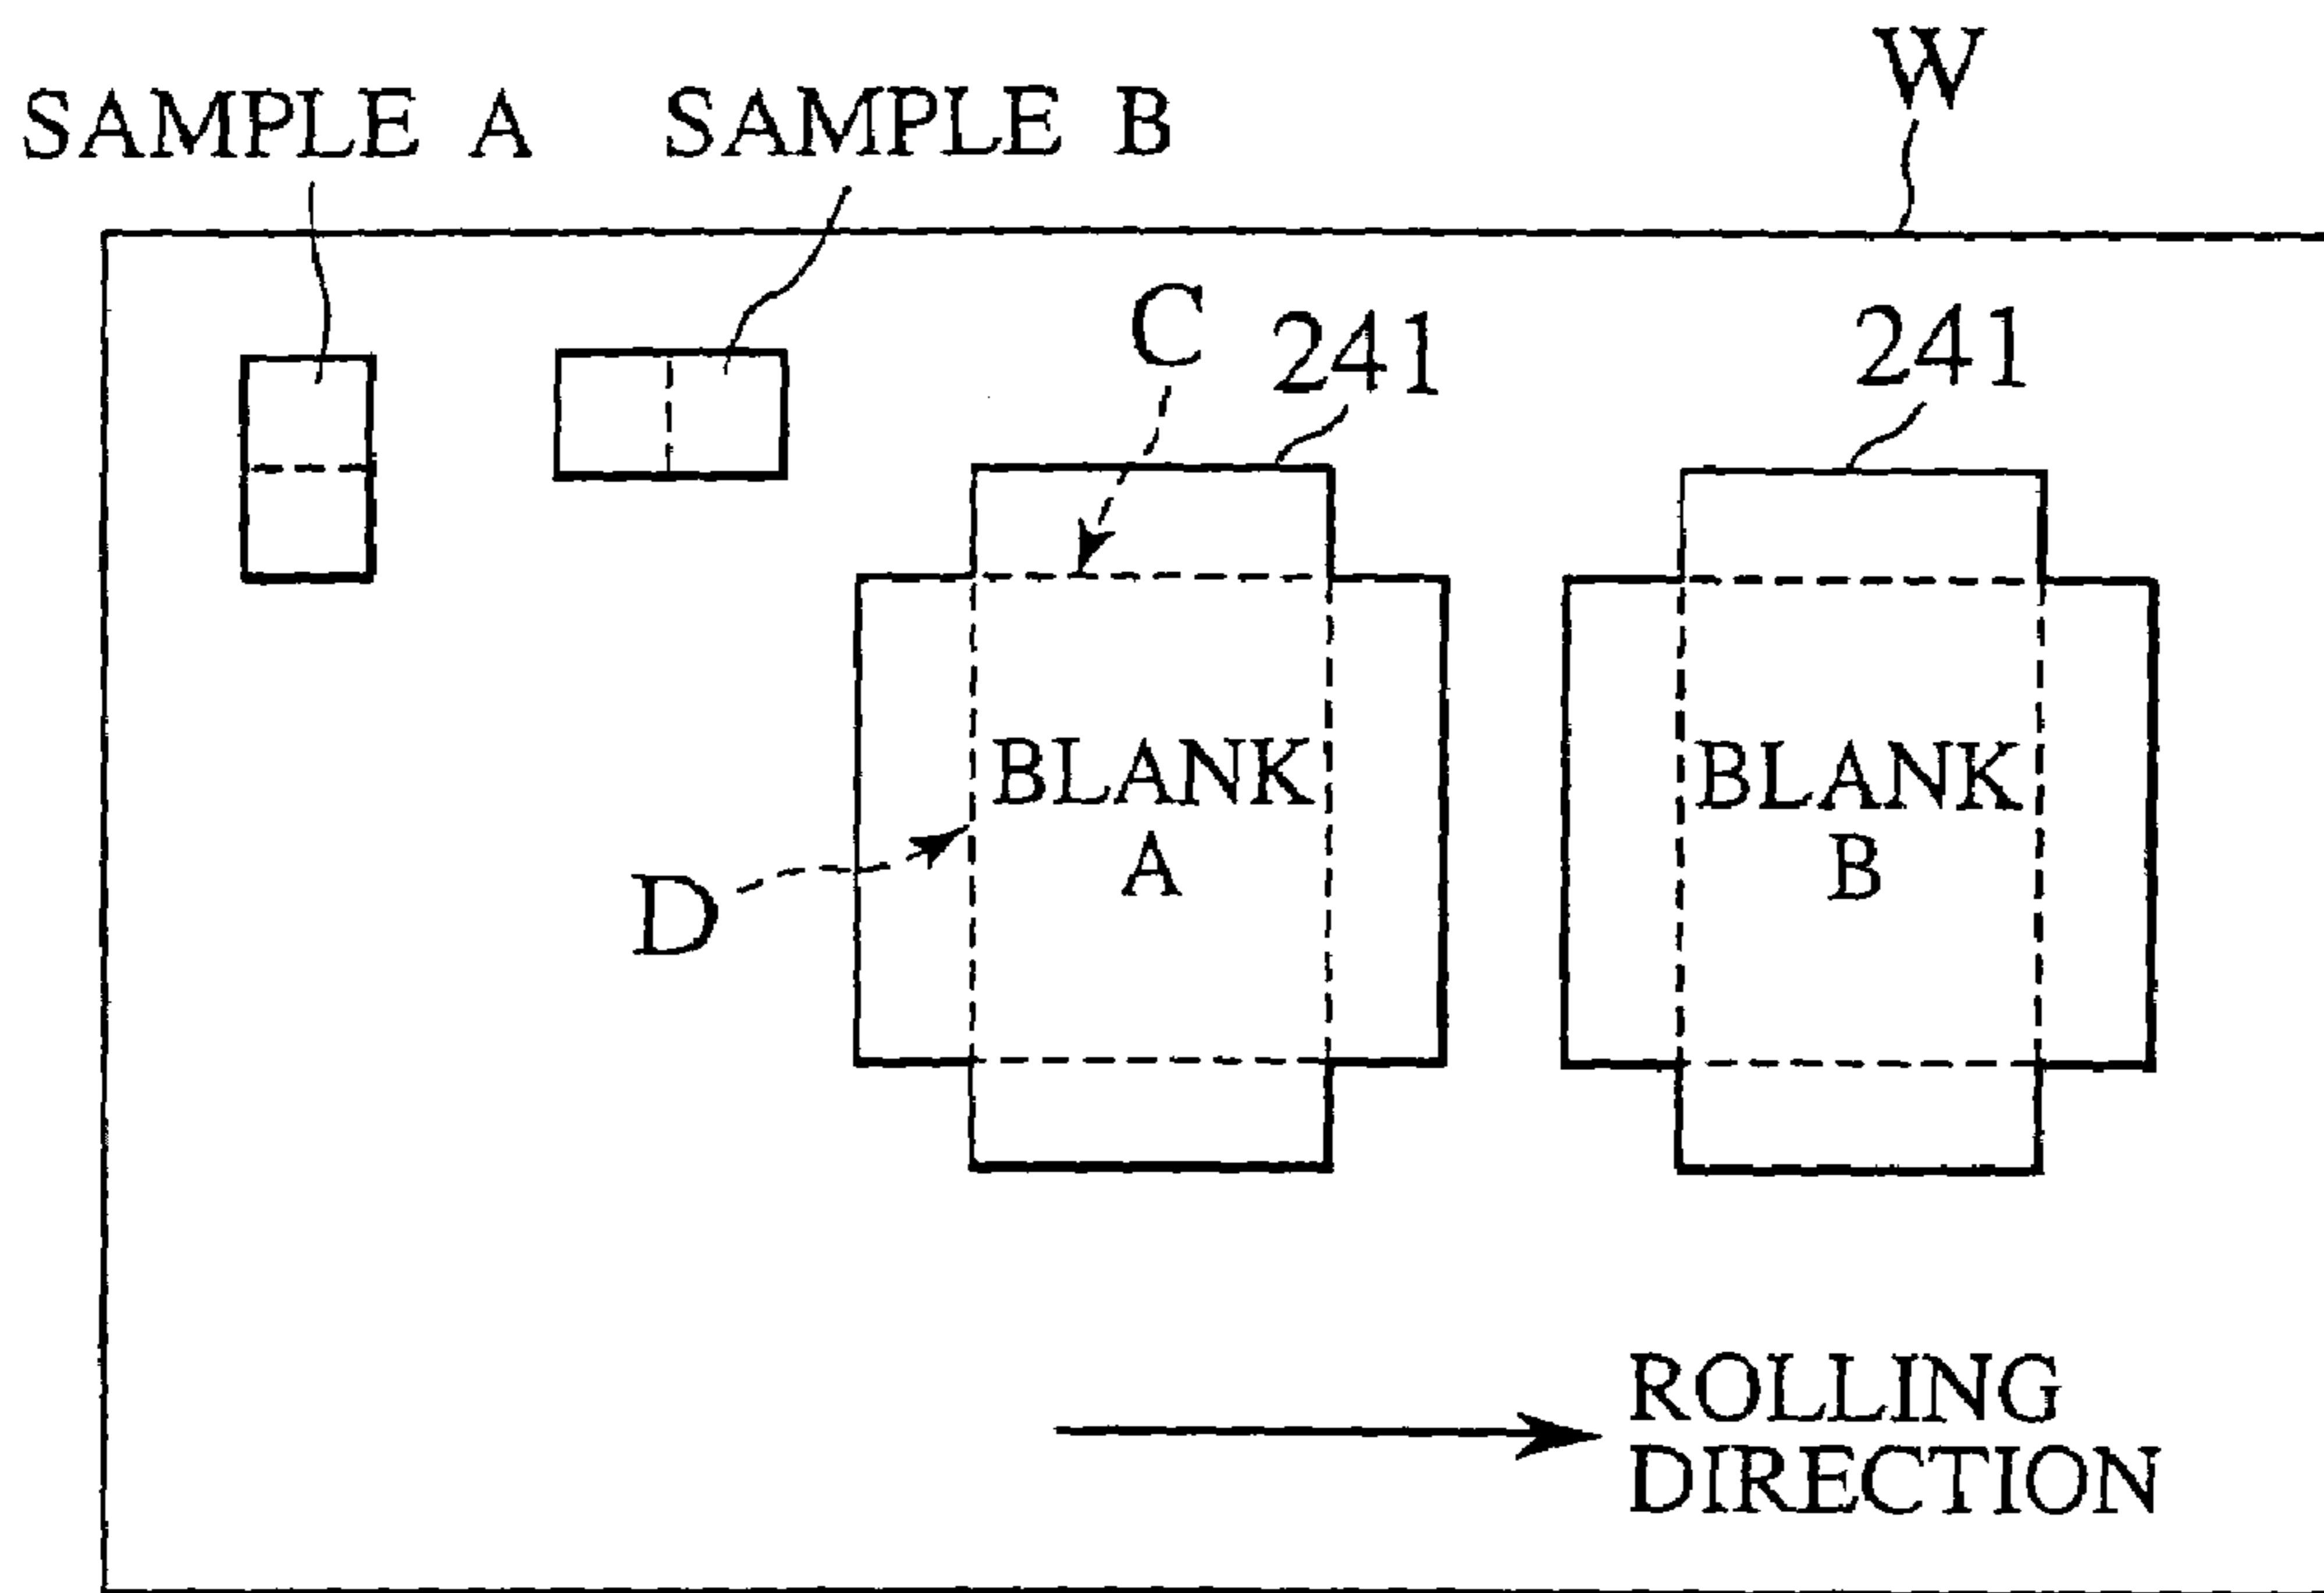 W
SAMPLE A
SAMPLE B
C
241
241
BLANK
A
BLANK
B
D
ROLLING
DIRECTION